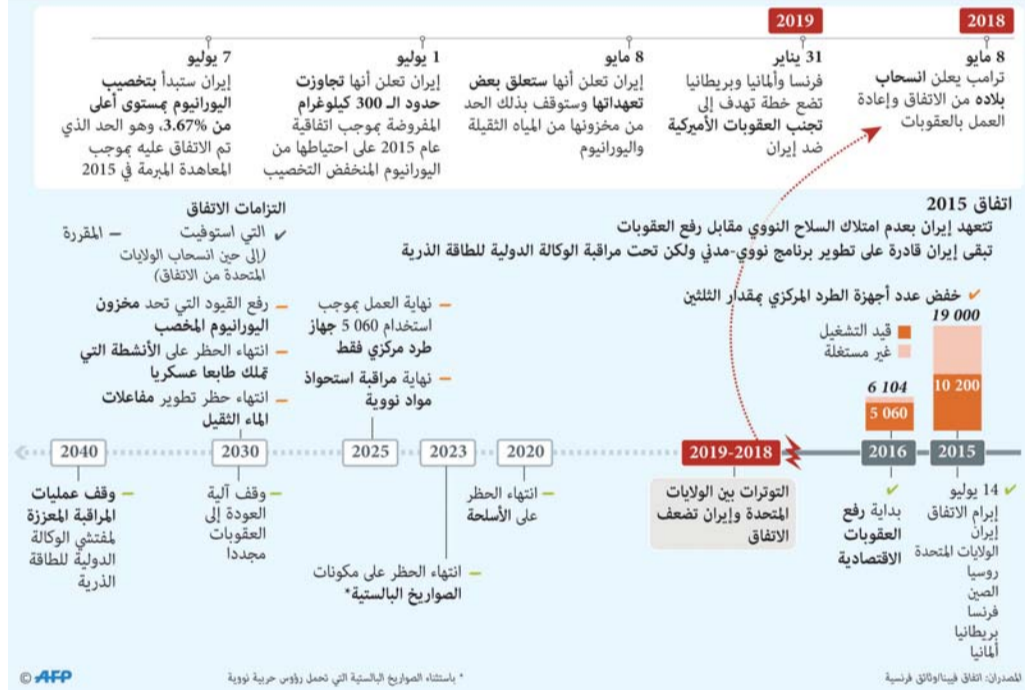 2018
8 مايو
ترامب يعلن انسحاب
بلاده من الاتفاق وإعادة
العمل بالعقوبات
2019
31 يناير
فرنسا وألمانيا وبريطانيا
تضع خطة تهدف إلى
تجنب العقوبات الأميركية
ضد إيران
8 مايو
إيران تعلن أنها ستعلق بعض
تعهداتها وستوقف بذلك الحد
من مخزونها من المياه الثقيلة
واليورانيوم
1 يوليو
إيران تعلن أنها تجاوزت
حدود الـ 300 كيلوغرام
المفروضة بموجب اتفاقية
عام 2015 على احتياطها من
اليورانيوم المنخفض التخصيب
7 يوليو
إيران ستبدأ بتخصيب
اليورانيوم بمستوى أعلى
من 3.67%، وهو الحد الذي
تم الاتفاق عليه بموجب
المعاهدة المبرمة في 2015
اتفاق 2015
تتعهد إيران بعدم امتلاك السلاح النووي مقابل رفع العقوبات
تبقى إيران قادرة على تطوير برنامج نووي-مدني ولكن تحت مراقبة الوكالة الدولية للطاقة الذرية
التزامات الاتفاق
✓ التي استوفيت
– المقررة
(إلى حين انسحاب الولايات
المتحدة من الاتفاق)
✓ خفض عدد أجهزة الطرد المركزي بمقدار الثلثين
19 000
قيد التشغيل
غير مستغلة
10 200
6 104
5 060
– نهاية العمل بموجب
استخدام 060 5 جهاز
طرد مركزي فقط
– نهاية مراقبة استحواذ
مواد نووية
– رفع القيود التي تحد مخزون
اليورانيوم المخصب
– انتهاء الحظر على الأنشطة التي
تملك طابعا عسكريا
– انتهاء حظر تطوير مفاعلات
الماء الثقيل
2015
2016
2019-2018
2020
2023
2025
2030
2040
✓ 14 يوليو
إبرام الاتفاق
إيران
الولايات المتحدة
روسيا
الصين
فرنسا
بريطانيا
ألمانيا
✓
بداية رفع
العقوبات
الاقتصادية
التوترات بين الولايات
المتحدة وإيران تضعف
الاتفاق
– انتهاء الحظر
على الأسلحة
– انتهاء الحظر على مكونات
الصواريخ البالستية*
– وقف آلية
العودة إلى
العقوبات
مجددا
– وقف عمليات
المراقبة المعززة
لمفتشي الوكالة
الدولية للطاقة
الذرية
المصدران: اتفاق فيينا/وثائق فرنسية
* باستثناء الصواريخ البالستية التي تحمل رؤوس حربية نووية
© AFP